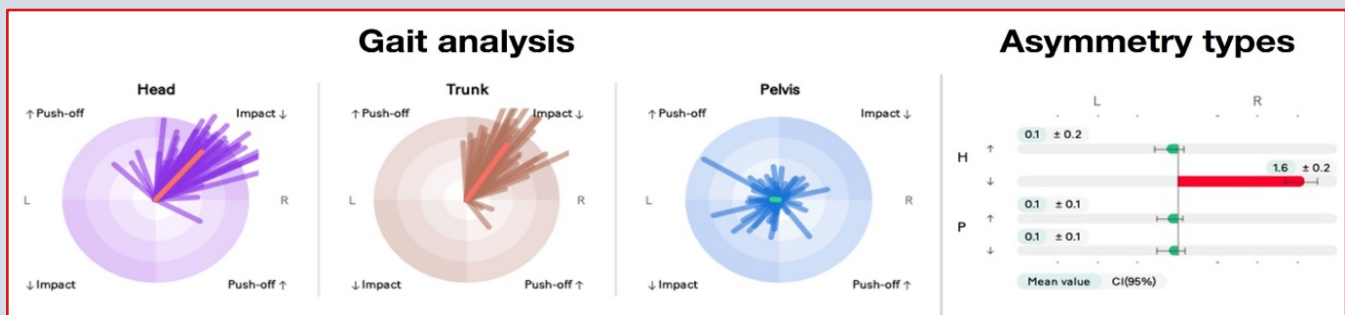 Gait analysis
Asymmetry types
Head
↑ Push-off
Impact ↓
L
R
↓ Impact
Push-off ↑
Trunk
↑ Push-off
Impact ↓
L
R
↓ Impact
Push-off ↑
Pelvis
↑ Push-off
Impact ↓
L
R
↓ Impact
Push-off ↑
L
R
H
↑
0.1 ± 0.2
↓
1.6 ± 0.2
P
↑
0.1 ± 0.1
↓
0.1 ± 0.1
Mean value CI(95%)